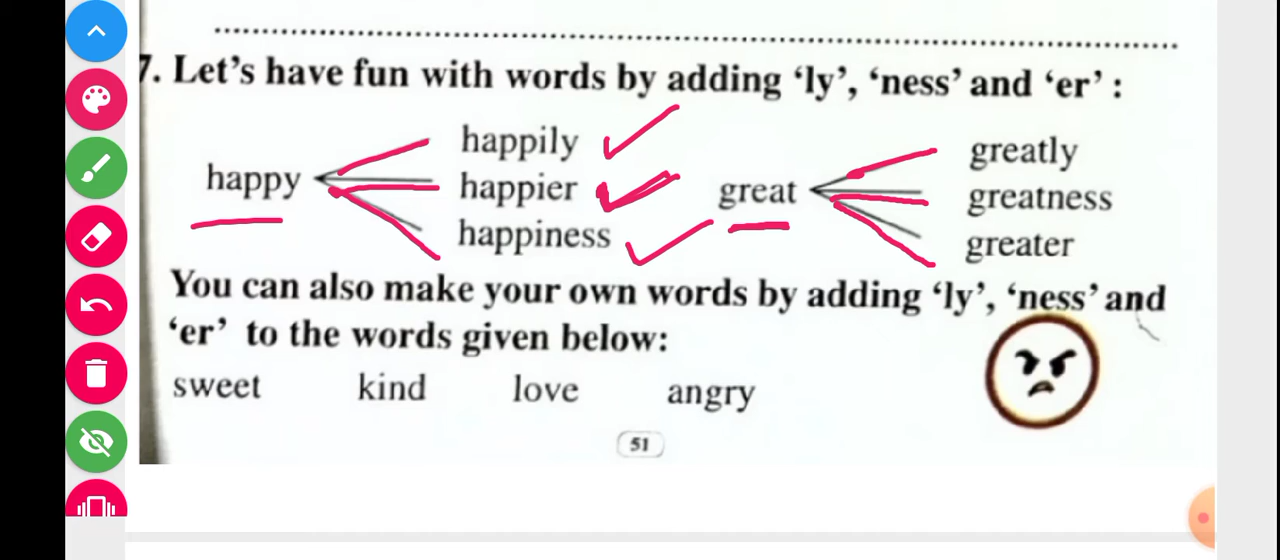 7. Let's have fun with words by adding 'ly', 'ness' and 'er' :
happily
happy happier
happiness
greatly
great greatness
greater
You can also make your own words by adding 'ly', 'ness' and
'er' to the words given below:
sweet kind love angry
51